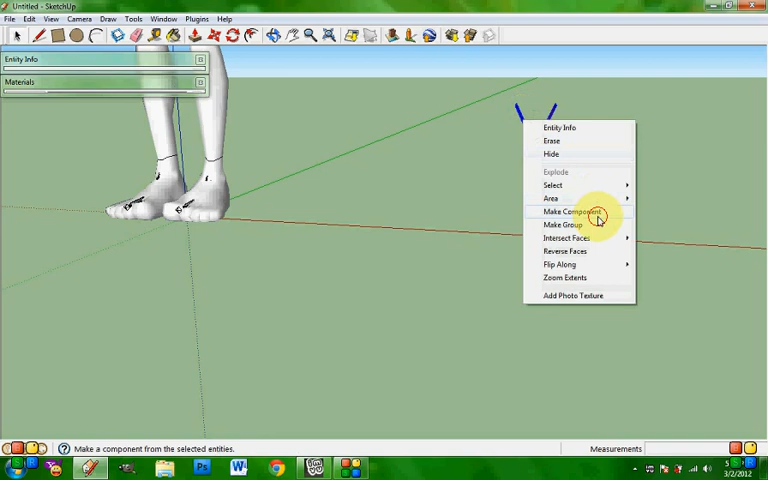 Untitled - SketchUp
File Edit View Camera Draw Tools Window Plugins Help
Entity Info
Materials
Entity Info
Erase
Hide
Explode
Select
Area
Make Component
Make Group
Intersect Faces
Reverse Faces
Flip Along
Zoom Extents
Add Photo Texture
Make a component from the selected entities.
Measurements
Ps W
3/2/2012